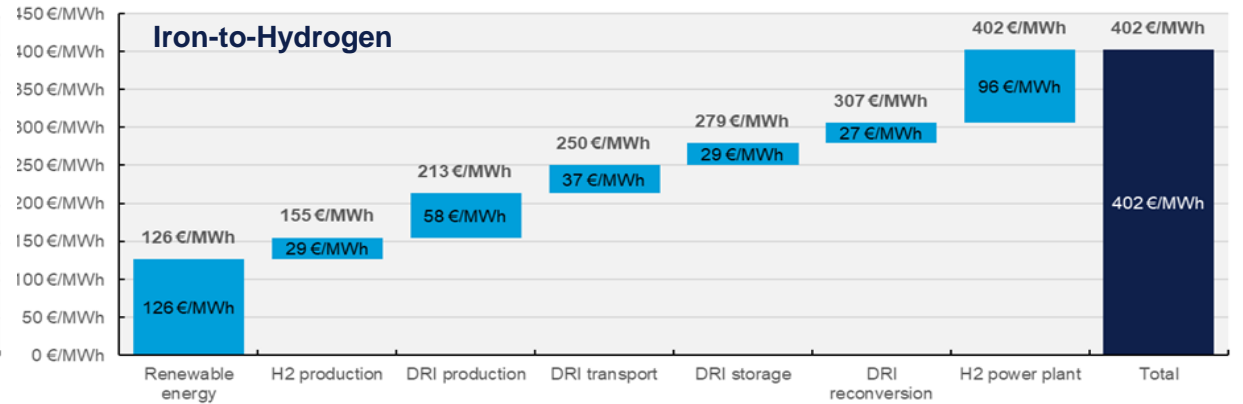 Iron-to-Hydrogen
450 €/MWh
400 €/MWh
350 €/MWh
300 €/MWh
250 €/MWh
200 €/MWh
150 €/MWh
100 €/MWh
50 €/MWh
0 €/MWh
126 €/MWh
126 €/MWh
155 €/MWh
29 €/MWh
213 €/MWh
58 €/MWh
250 €/MWh
37 €/MWh
279 €/MWh
29 €/MWh
307 €/MWh
27 €/MWh
402 €/MWh
96 €/MWh
402 €/MWh
402 €/MWh
Renewable
energy
H2 production
DRI production
DRI transport
DRI storage
DRI
reconversion
H2 power plant
Total